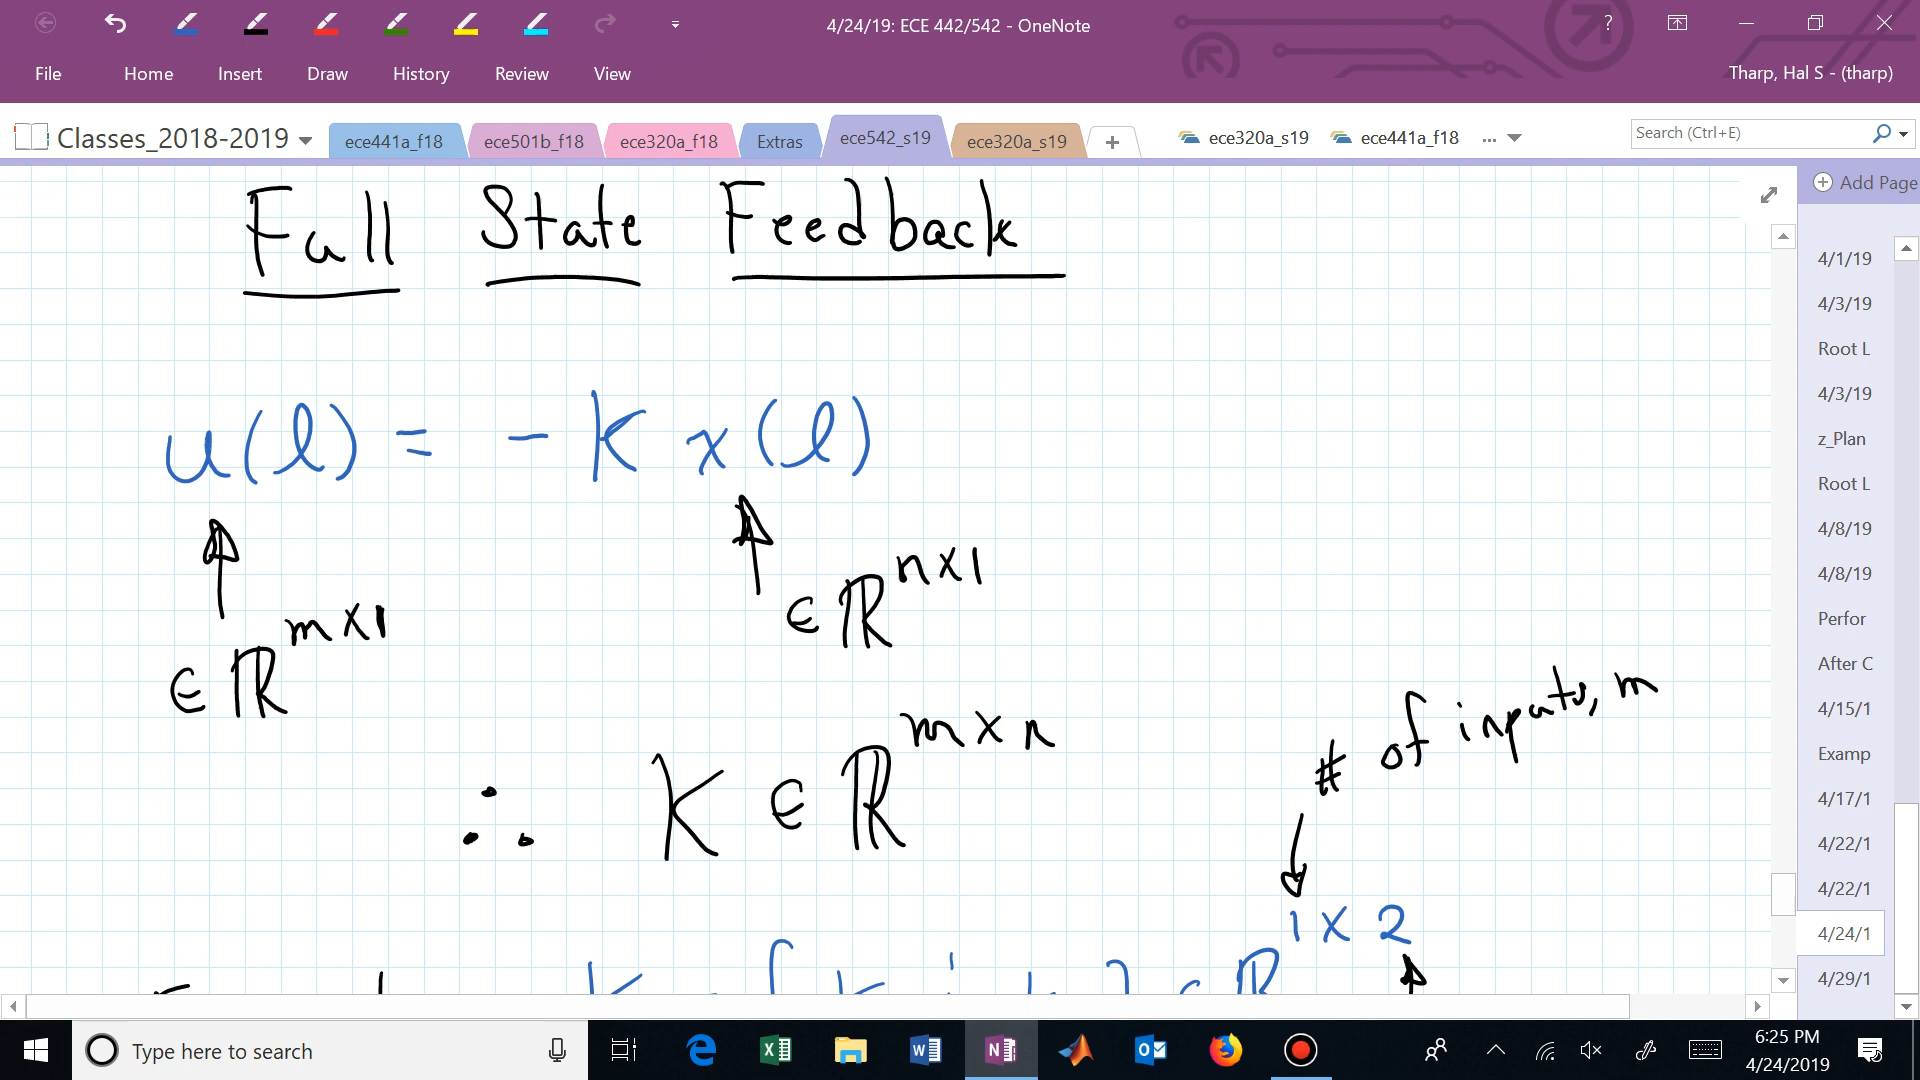 4/24/19: ECE 442/542 - OneNote
File Home Insert Draw History Review View
Tharp, Hal S - (tharp)
Classes_2018-2019
ece441a_f18 ece501b_f18 ece320a_f18 Extras ece542_s19 ece320a_s19 + ece320a_s19 ece441a_f18 ...
Search (Ctrl+E)
Add Page
Full State Feedback
u(l) = - K x(l)
∈ ℝ^{n×1}
∈ ℝ^{m×1}
∴ K ∈ ℝ^{m×n}
# of inputs, m
1 × 2
4/1/19
4/3/19
Root L
4/3/19
z_Plan
Root L
4/8/19
4/8/19
Perfor
After C
4/15/1
Examp
4/17/1
4/22/1
4/22/1
4/24/1
4/29/1
Type here to search
6:25 PM
4/24/2019